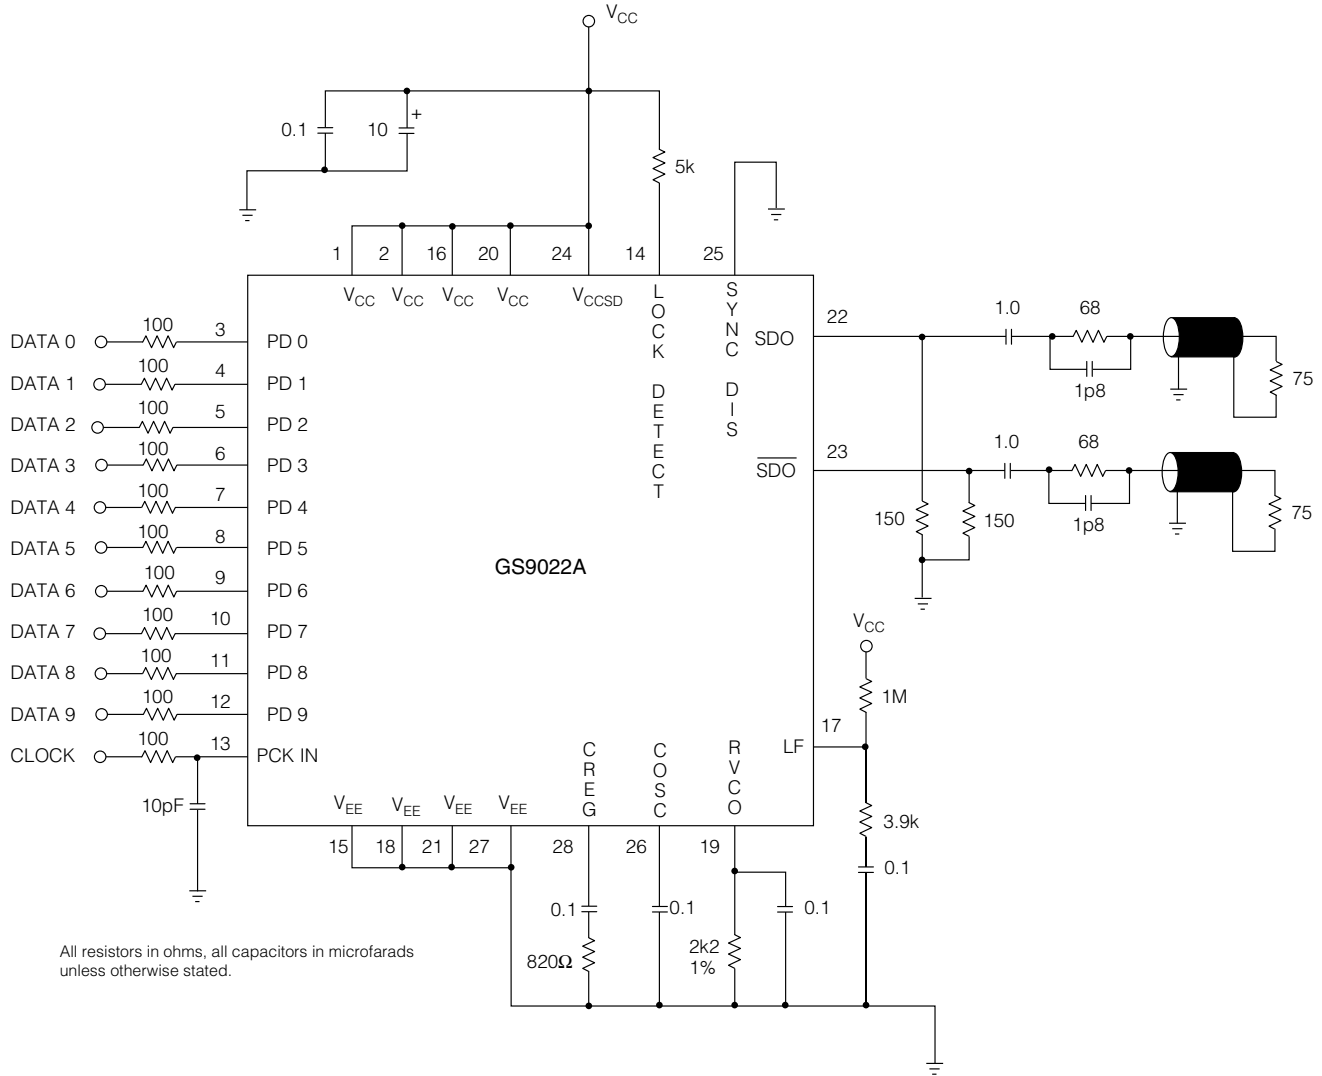 VCC
0.1
10
+
5k
1 2 16 20 24 14 25
VCC VCC VCC VCC VCCSD
LOCK DETECT
SYNC DIS
DATA 0 100 3 PD 0
DATA 1 100 4 PD 1
DATA 2 100 5 PD 2
DATA 3 100 6 PD 3
DATA 4 100 7 PD 4
DATA 5 100 8 PD 5
DATA 6 100 9 PD 6
DATA 7 100 10 PD 7
DATA 8 100 11 PD 8
DATA 9 100 12 PD 9
CLOCK 100 13 PCK IN
10pF
GS9022A
SDO 22 1.0 68
1p8
75
SDO 23 1.0 68
1p8
75
150
150
VCC
1M
LF 17
3.9k
0.1
CREG
COSC
RVCO
VEE VEE VEE VEE
15 18 21 27 28 26 19
0.1
0.1
0.1
820Ω
2k2
1%
All resistors in ohms, all capacitors in microfarads
unless otherwise stated.